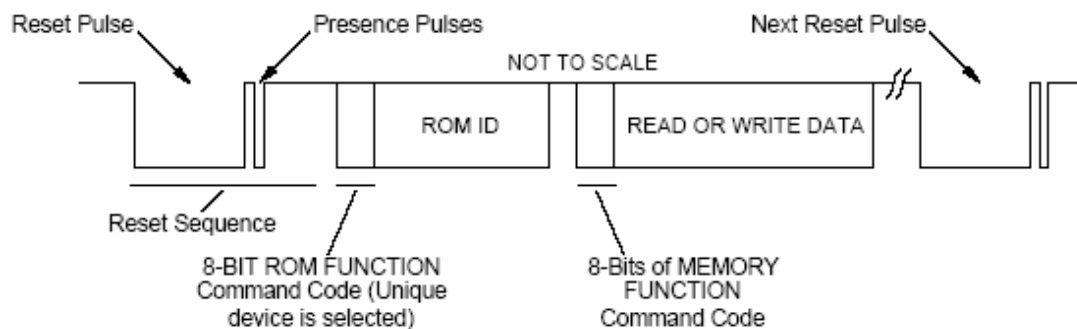 Reset Pulse
Presence Pulses
Next Reset Pulse
NOT TO SCALE
ROM ID
READ OR WRITE DATA
Reset Sequence
8-BIT ROM FUNCTION
Command Code (Unique
device is selected)
8-Bits of MEMORY
FUNCTION
Command Code